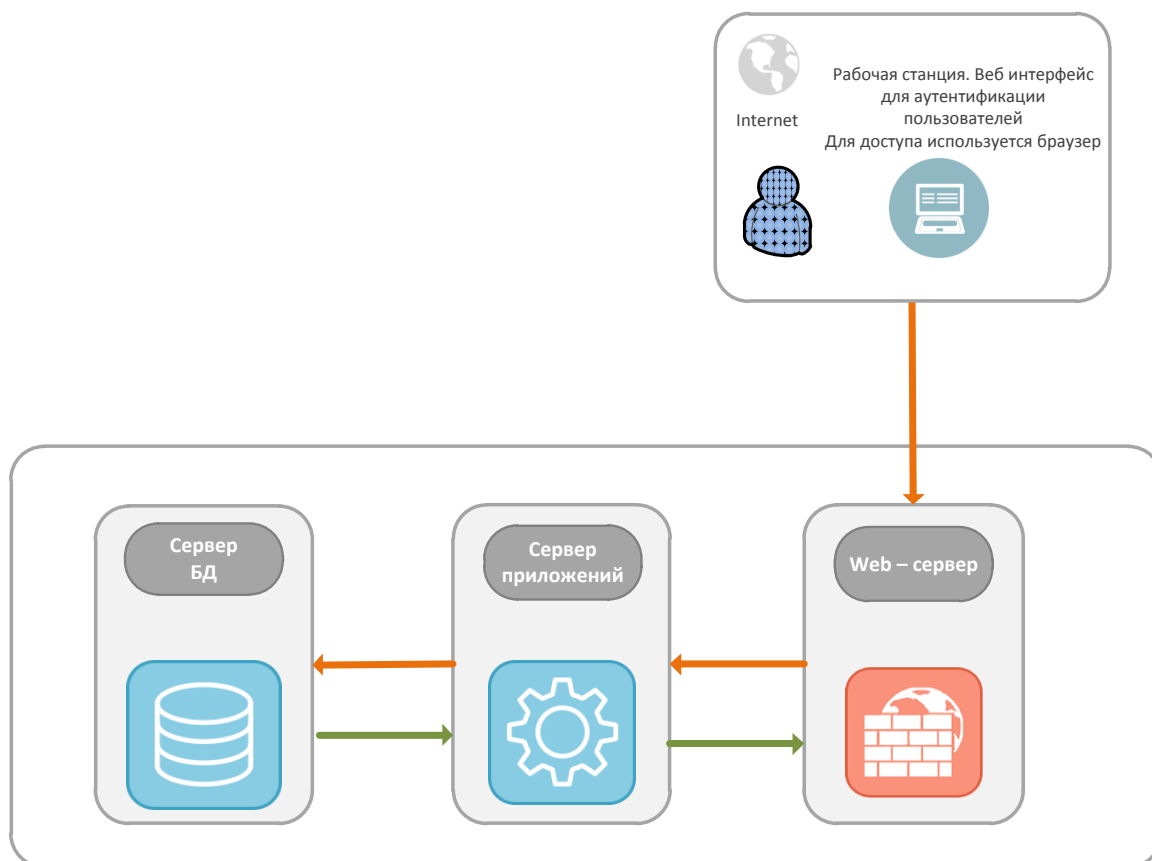 Internet
Рабочая станция. Веб интерфейс
для аутентификации
пользователей
Для доступа используется браузер
Сервер
БД
Сервер
приложений
Web – сервер